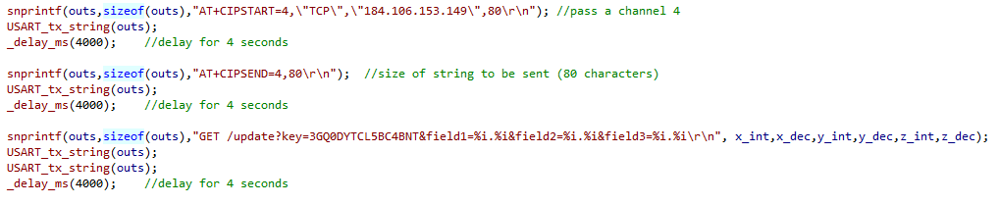 snprintf(outs,sizeof(outs),"AT+CIPSTART=4,\"TCP\",\"184.106.153.149\",80\r\n"); //pass a channel 4
USART_tx_string(outs);
_delay_ms(4000);    //delay for 4 seconds
snprintf(outs,sizeof(outs),"AT+CIPSEND=4,80\r\n");  //size of string to be sent (80 characters)
USART_tx_string(outs);
_delay_ms(4000);    //delay for 4 seconds
snprintf(outs,sizeof(outs),"GET /update?key=3GQ0DYTCL5BC4BNT&field1=%i.%i&field2=%i.%i&field3=%i.%i\r\n", x_int,x_dec,y_int,y_dec,z_int,z_dec);
USART_tx_string(outs);
USART_tx_string(outs);
_delay_ms(4000);    //delay for 4 seconds